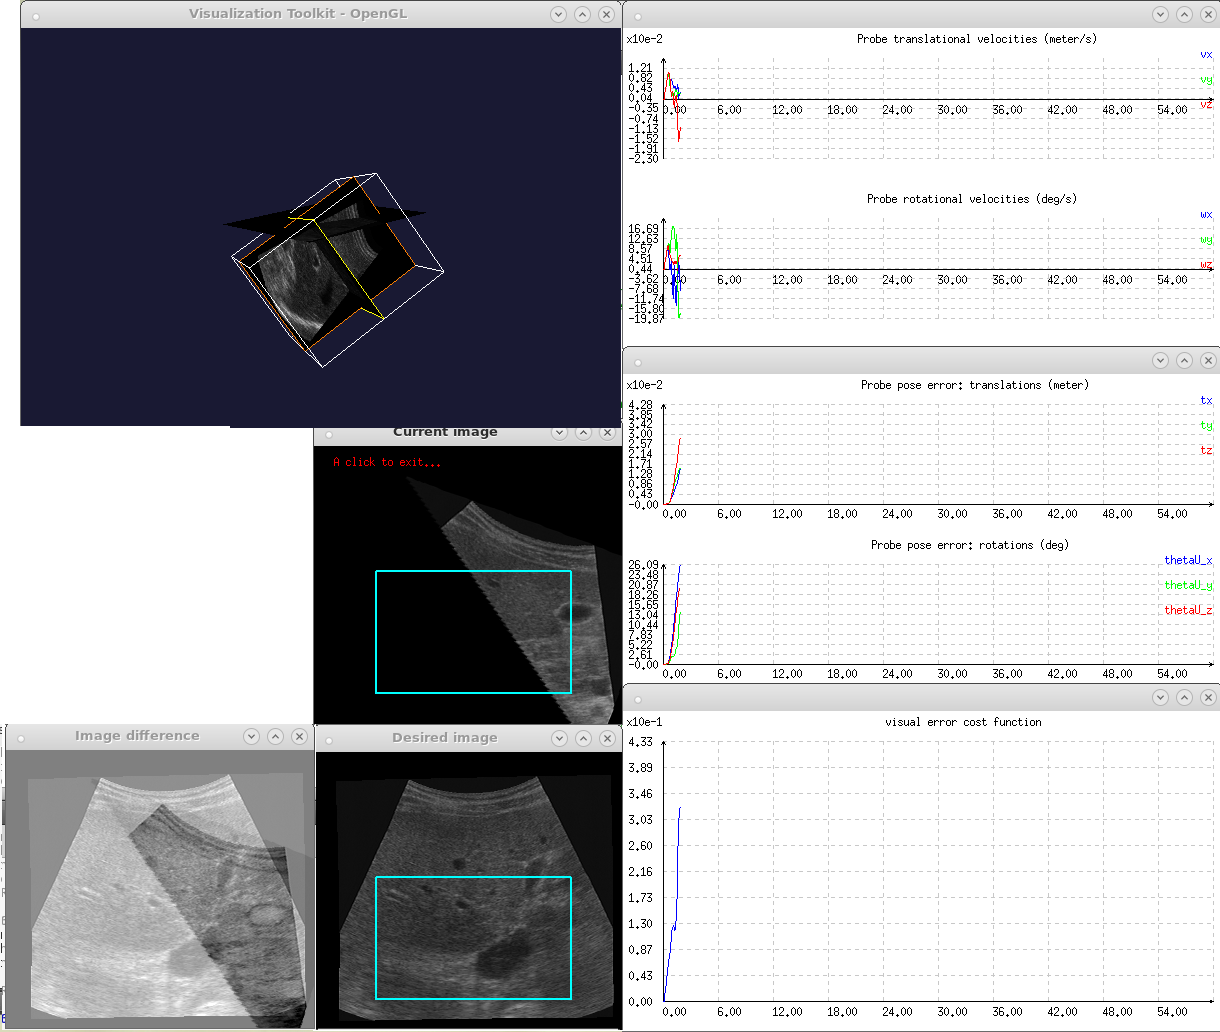 Visualization Toolkit - OpenGL
Current image
A click to exit...
Image difference
Desired image
Probe translational velocities (meter/s)
x10e-2
vx
vy
vz
1.21
0.82
0.43
0.04
-0.35
-0.74
-1.13
-1.52
-1.91
-2.30
0.00 6.00 12.00 18.00 24.00 30.00 36.00 42.00 48.00 54.00
Probe rotational velocities (deg/s)
wx
wy
wz
16.69
12.63
8.57
4.51
0.44
-3.62
-7.68
-11.74
-15.80
-19.87
6.00 12.00 18.00 24.00 30.00 36.00 42.00 48.00 54.00
Probe pose error: translations (meter)
x10e-2
tx
ty
tz
4.28
3.85
3.42
3.00
2.57
2.14
1.71
1.28
0.86
0.43
-0.00
0.00 6.00 12.00 18.00 24.00 30.00 36.00 42.00 48.00 54.00
Probe pose error: rotations (deg)
thetaU_x
thetaU_y
thetaU_z
26.09
23.48
20.87
18.26
15.65
13.04
10.44
7.83
5.22
2.61
-0.00
0.00 6.00 12.00 18.00 24.00 30.00 36.00 42.00 48.00 54.00
visual error cost function
x10e-1
4.33
3.89
3.46
3.03
2.60
2.16
1.73
1.30
0.87
0.43
0.00
0.00 6.00 12.00 18.00 24.00 30.00 36.00 42.00 48.00 54.00